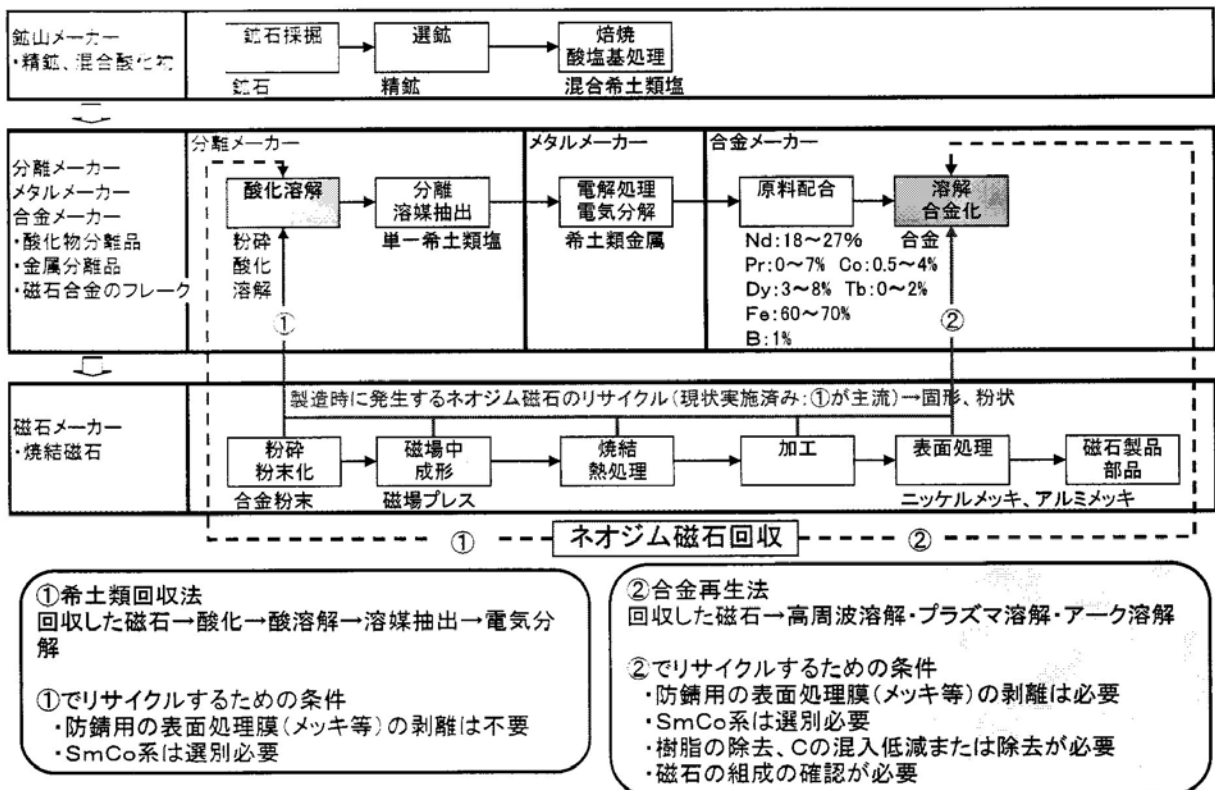 鉱山メーカー
・精鉱、混合酸化物
鉱石採掘
鉱石
選鉱
精鉱
焙焼
酸塩基処理
混合希土類塩
分離メーカー
メタルメーカー
合金メーカー
・酸化物分離品
・金属分離品
・磁石合金のフレーク
分離メーカー
酸化溶解
粉砕
酸化
溶解
①
分離
溶媒抽出
単一希土類塩
メタルメーカー
電解処理
電気分解
希土類金属
合金メーカー
原料配合
Nd:18～27%
Pr:0～7% Co:0.5～4%
Dy:3～8% Tb:0～2%
Fe:60～70%
B:1%
溶解
合金化
合金
②
磁石メーカー
・焼結磁石
製造時に発生するネオジム磁石のリサイクル(現状実施済み:①が主流)→固形、粉状
粉砕
粉末化
合金粉末
磁場中
成形
磁場プレス
焼結
熱処理
加工
表面処理
ニッケルメッキ、アルミメッキ
磁石製品
部品
①
ネオジム磁石回収
②
①希土類回収法
回収した磁石→酸化→酸溶解→溶媒抽出→電気分
解
①でリサイクルするための条件
・防錆用の表面処理膜(メッキ等)の剥離は不要
・SmCo系は選別必要
②合金再生法
回収した磁石→高周波溶解・プラズマ溶解・アーク溶解
②でリサイクルするための条件
・防錆用の表面処理膜(メッキ等)の剥離は必要
・SmCo系は選別必要
・樹脂の除去、Cの混入低減または除去が必要
・磁石の組成の確認が必要